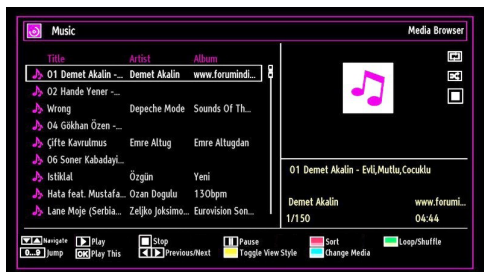 Music
Media Browser
Title Artist Album
01 Demet Akalin -... Demet Akalin www.forumindi...
02 Hande Yener -...
Wrong Depeche Mode Sounds Of Th...
04 Gökhan Özen -...
Çifte Kavrulmus Emre Altug Emre Altugdan
06 Soner Kabadayi...
Istiklal Özgün Yeni
Hata feat. Mustafa... Ozan Dogulu 130bpm
Lane Moje (Serbia... Zeljko Joksimo... Eurovision Son...
01 Demet Akalin - Evli,Mutlu,Cocuklu
Demet Akalin www.forumi...
1/150 04:44
Navigate Play Stop Pause Sort Loop/Shuffle
0...9 Jump OK Play This Previous/Next Toggle View Style Change Media